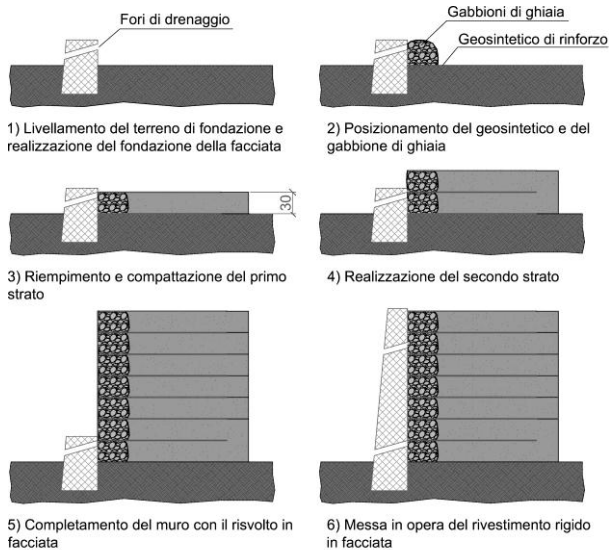 Fori di drenaggio
Gabbioni di ghiaia
Geosintetico di rinforzo
1) Livellamento del terreno di fondazione e
realizzazione del fondazione della facciata
2) Posizionamento del geosintetico e del
gabbione di ghiaia
30
3) Riempimento e compattazione del primo
strato
4) Realizzazione del secondo strato
5) Completamento del muro con il risvolto in
facciata
6) Messa in opera del rivestimento rigido
in facciata